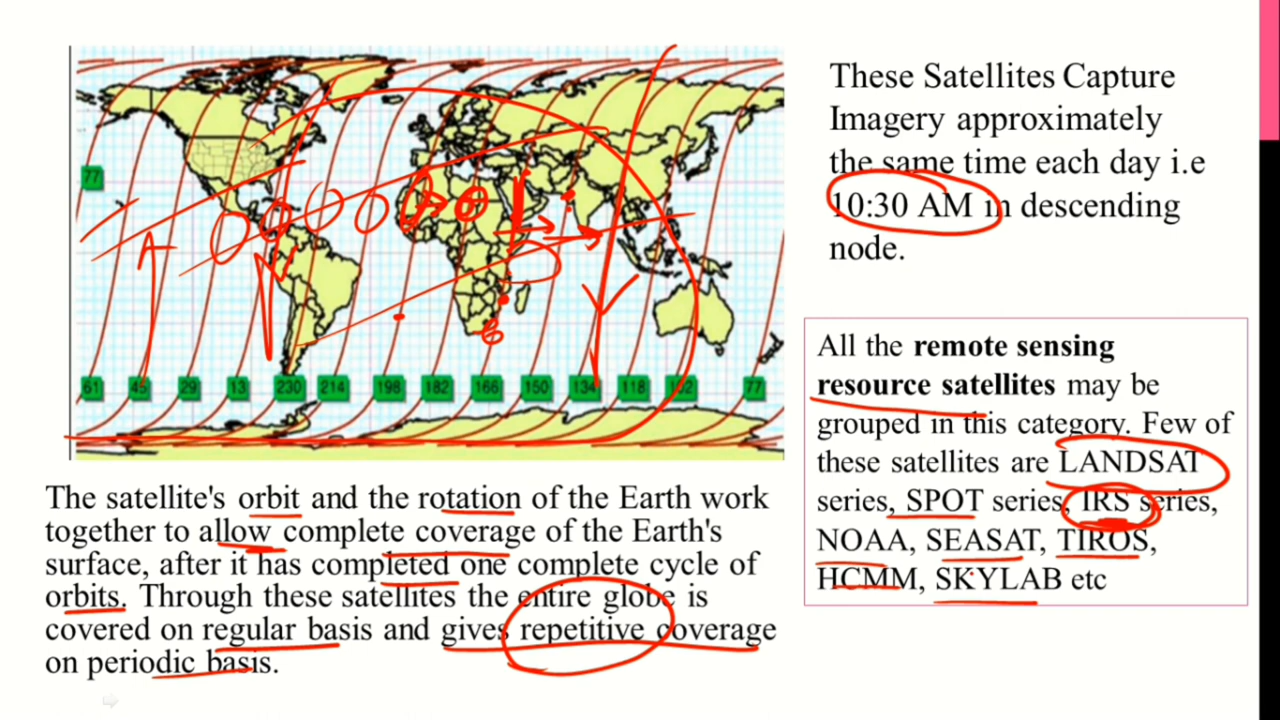 77
61 45 29 13 230 214 198 182 166 150 134 118 77
These Satellites Capture
Imagery approximately
the same time each day i.e
10:30 AM in descending
node.
All the remote sensing
resource satellites may be
grouped in this category. Few of
these satellites are LANDSAT
series, SPOT series, IRS series,
NOAA, SEASAT, TIROS,
HCMM, SKYLAB etc
The satellite's orbit and the rotation of the Earth work
together to allow complete coverage of the Earth's
surface, after it has completed one complete cycle of
orbits. Through these satellites the entire globe is
covered on regular basis and gives repetitive coverage
on periodic basis.